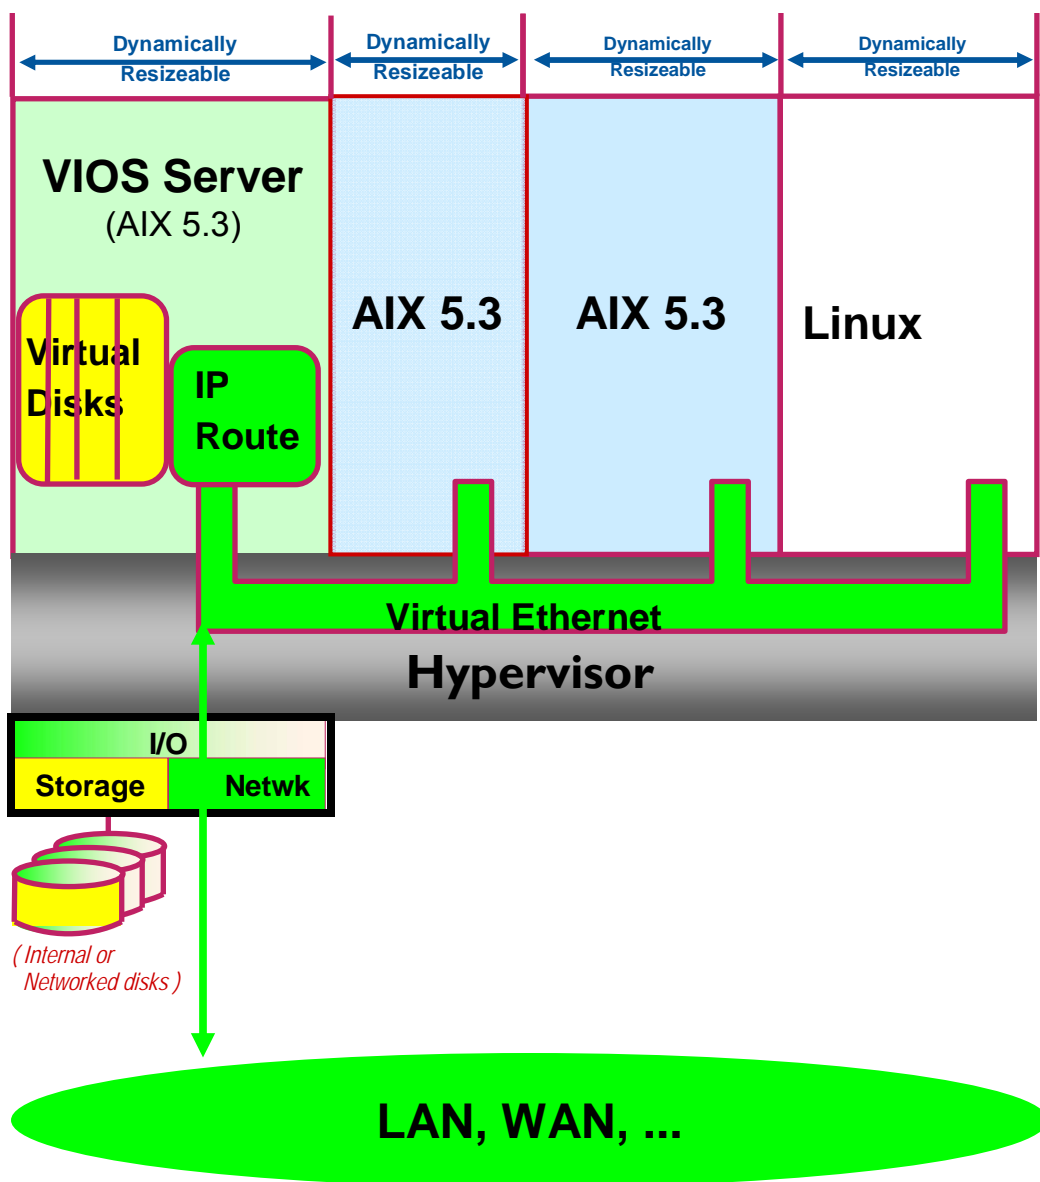 Dynamically
Resizeable
Dynamically
Resizeable
Dynamically
Resizeable
Dynamically
Resizeable
VIOS Server
(AIX 5.3)
AIX 5.3
AIX 5.3
Linux
Virtual
Disks
IP
Route
Virtual Ethernet
Hypervisor
I/O
Storage
Netwk
( Internal or
Networked disks )
LAN, WAN, ...